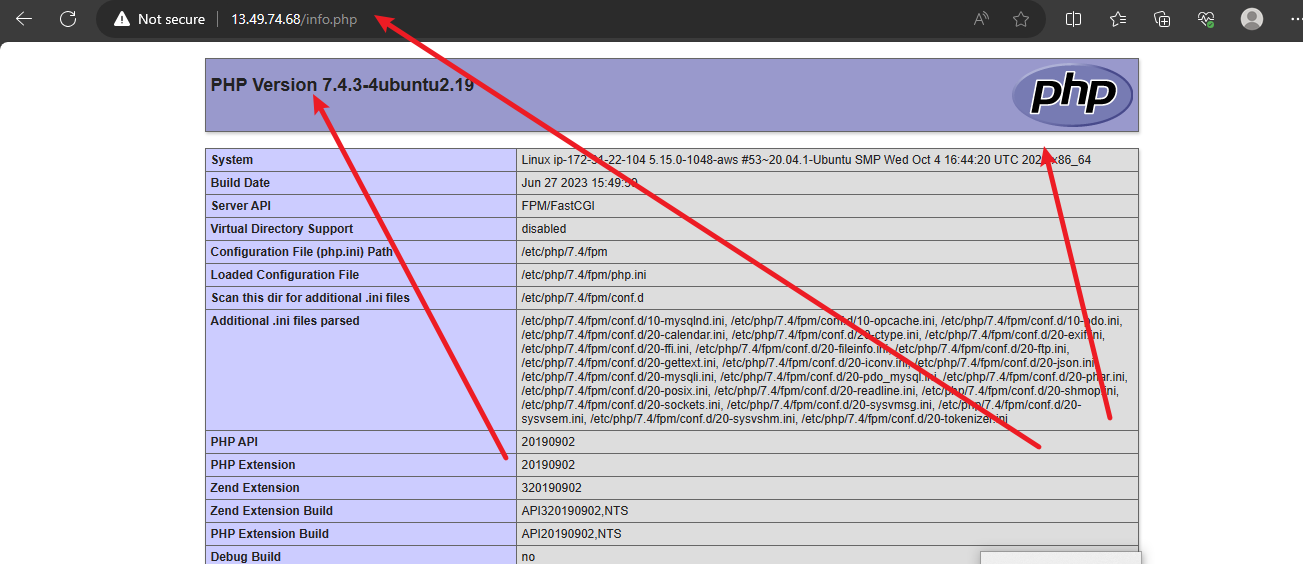 Not secure 13.49.74.68/info.php
PHP Version 7.4.3-4ubuntu2.19
php
System Linux ip-172-31-22-104 5.15.0-1048-aws #53~20.04.1-Ubuntu SMP Wed Oct 4 16:44:20 UTC 2023 x86_64
Build Date Jun 27 2023 15:49:59
Server API FPM/FastCGI
Virtual Directory Support disabled
Configuration File (php.ini) Path /etc/php/7.4/fpm
Loaded Configuration File /etc/php/7.4/fpm/php.ini
Scan this dir for additional .ini files /etc/php/7.4/fpm/conf.d
Additional .ini files parsed /etc/php/7.4/fpm/conf.d/10-mysqlnd.ini, /etc/php/7.4/fpm/conf.d/10-opcache.ini, /etc/php/7.4/fpm/conf.d/10-pdo.ini,
/etc/php/7.4/fpm/conf.d/20-calendar.ini, /etc/php/7.4/fpm/conf.d/20-ctype.ini, /etc/php/7.4/fpm/conf.d/20-exif.ini,
/etc/php/7.4/fpm/conf.d/20-ffi.ini, /etc/php/7.4/fpm/conf.d/20-fileinfo.ini, /etc/php/7.4/fpm/conf.d/20-ftp.ini,
/etc/php/7.4/fpm/conf.d/20-gettext.ini, /etc/php/7.4/fpm/conf.d/20-iconv.ini, /etc/php/7.4/fpm/conf.d/20-json.ini,
/etc/php/7.4/fpm/conf.d/20-mysqli.ini, /etc/php/7.4/fpm/conf.d/20-pdo_mysql.ini, /etc/php/7.4/fpm/conf.d/20-phar.ini,
/etc/php/7.4/fpm/conf.d/20-posix.ini, /etc/php/7.4/fpm/conf.d/20-readline.ini, /etc/php/7.4/fpm/conf.d/20-shmop.ini,
/etc/php/7.4/fpm/conf.d/20-sockets.ini, /etc/php/7.4/fpm/conf.d/20-sysvmsg.ini, /etc/php/7.4/fpm/conf.d/20-
sysvsem.ini, /etc/php/7.4/fpm/conf.d/20-sysvshm.ini, /etc/php/7.4/fpm/conf.d/20-tokenizer.ini
PHP API 20190902
PHP Extension 20190902
Zend Extension 320190902
Zend Extension Build API320190902,NTS
PHP Extension Build API20190902,NTS
Debug Build no